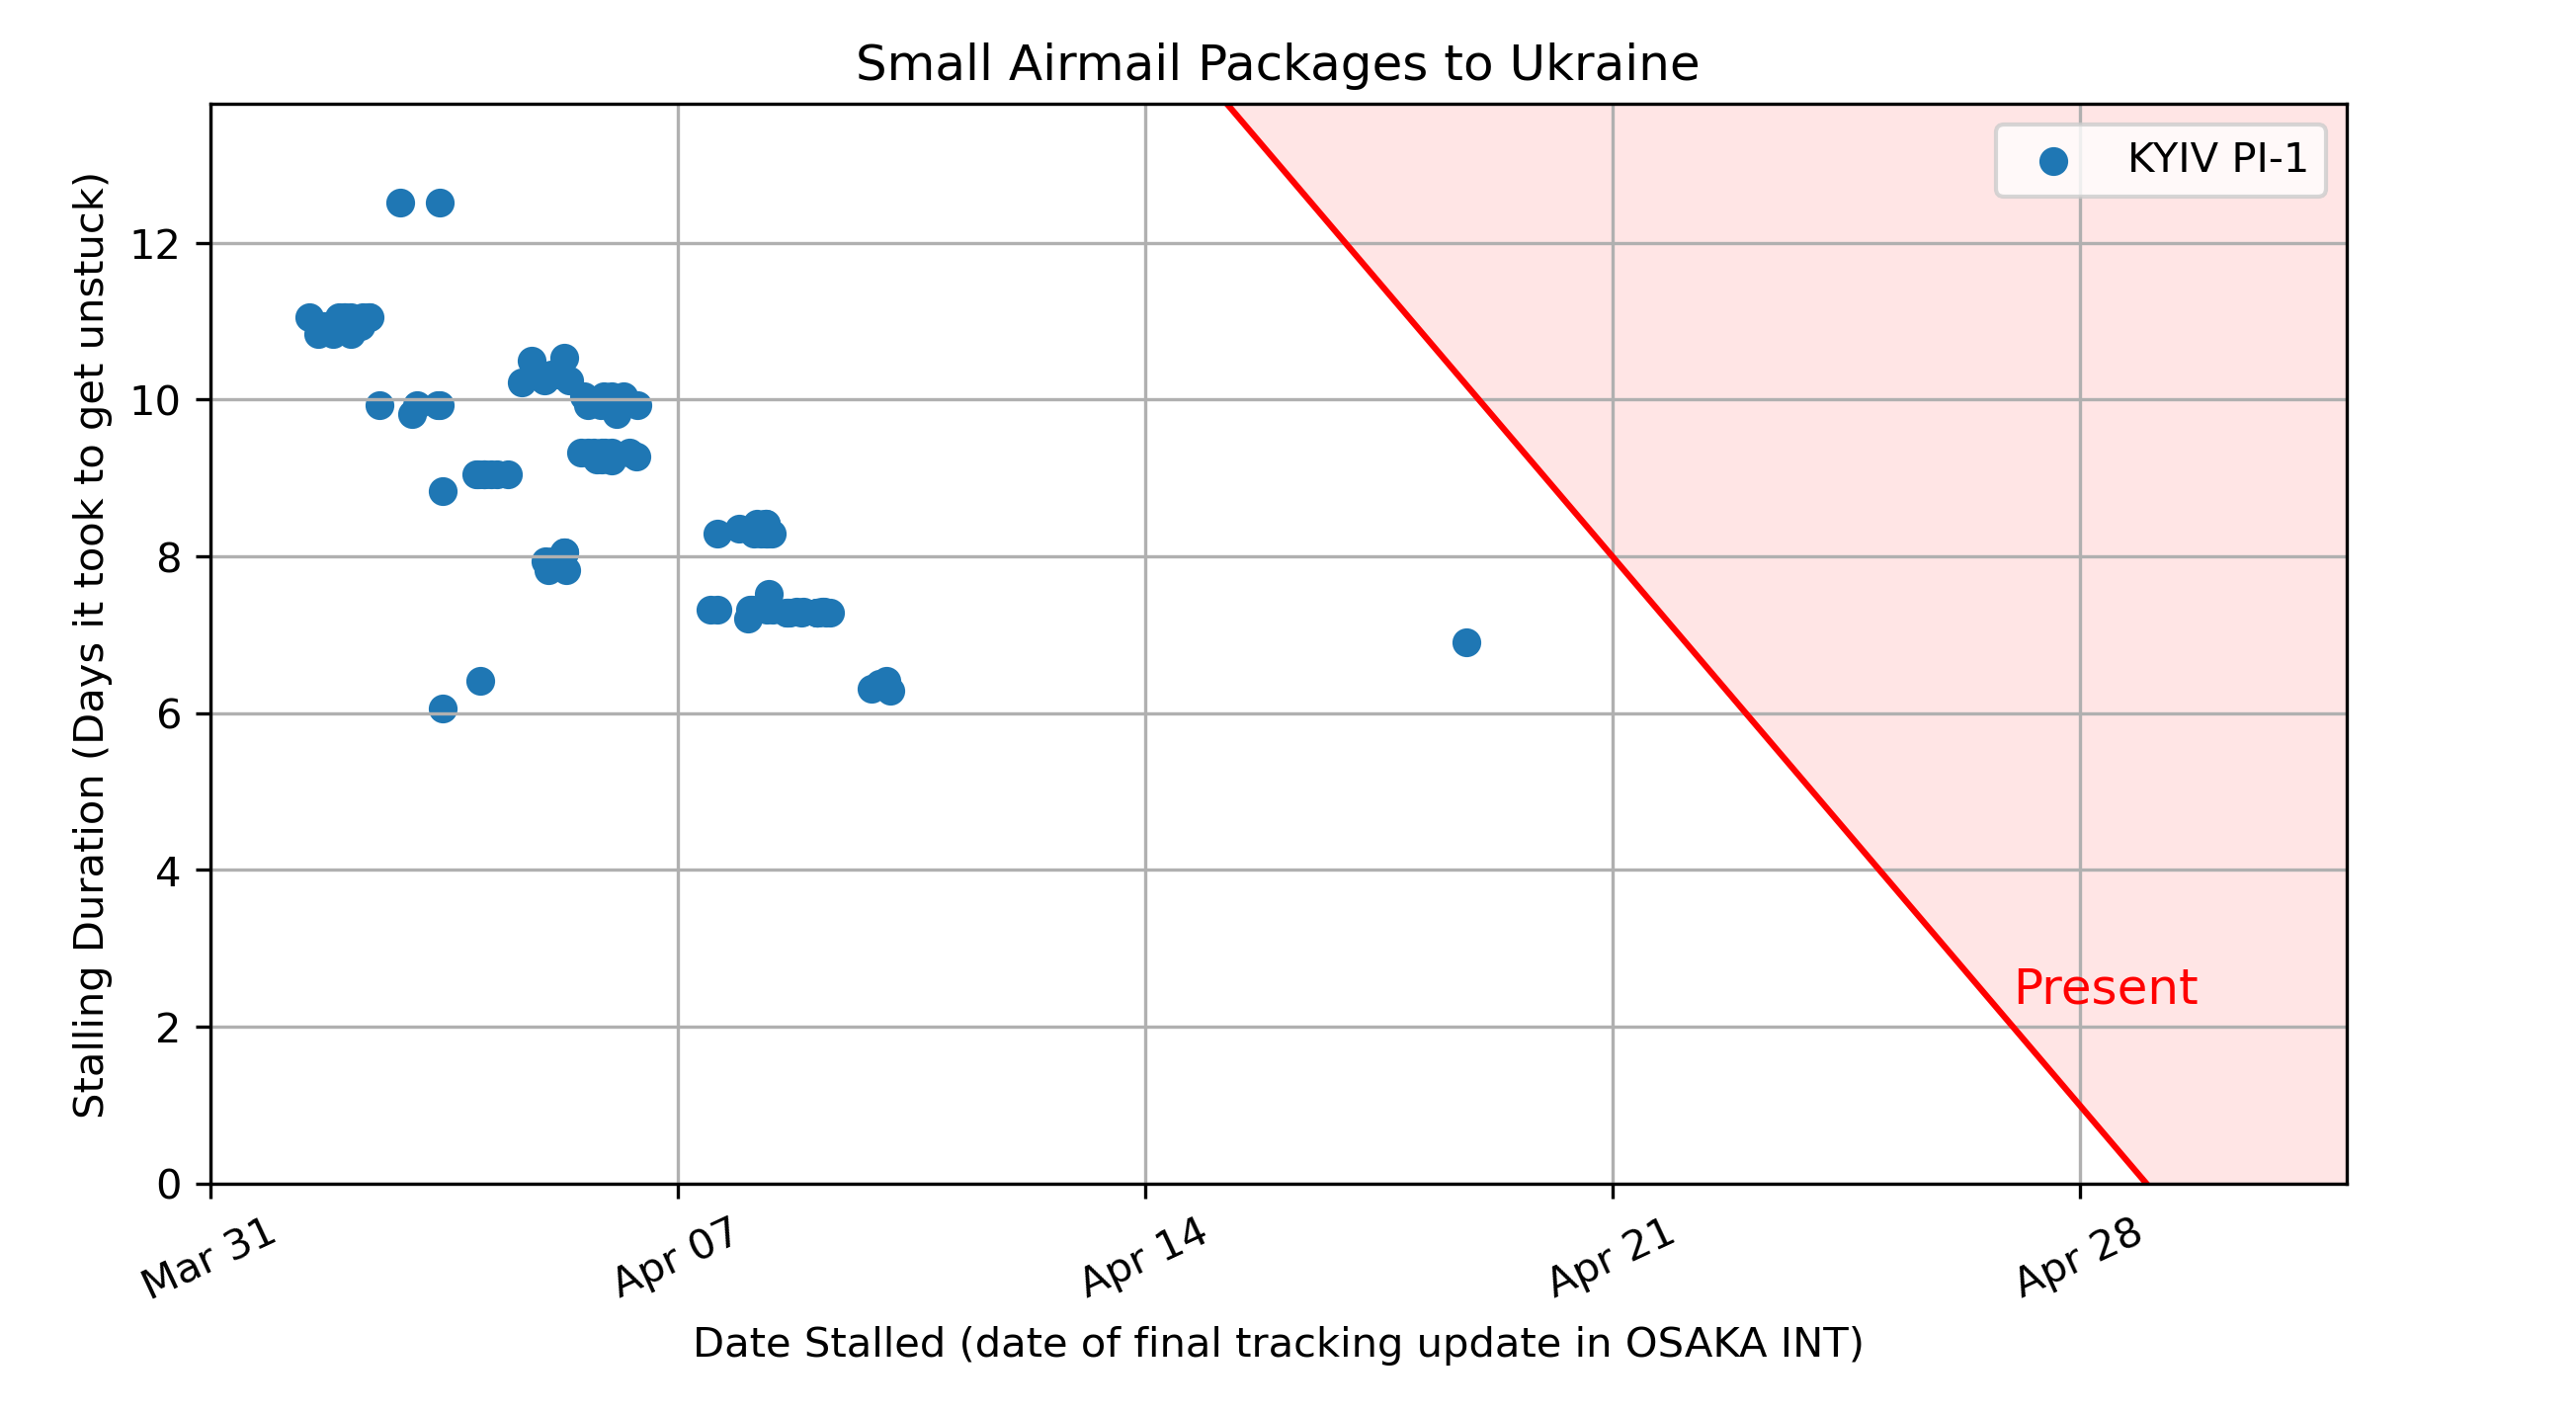 Small Airmail Packages to Ukraine
KYIV PI-1
Stalling Duration (Days it took to get unstuck)
12
10
8
6
4
2
0
Present
Mar 31
Apr 07
Apr 14
Apr 21
Apr 28
Date Stalled (date of final tracking update in OSAKA INT)